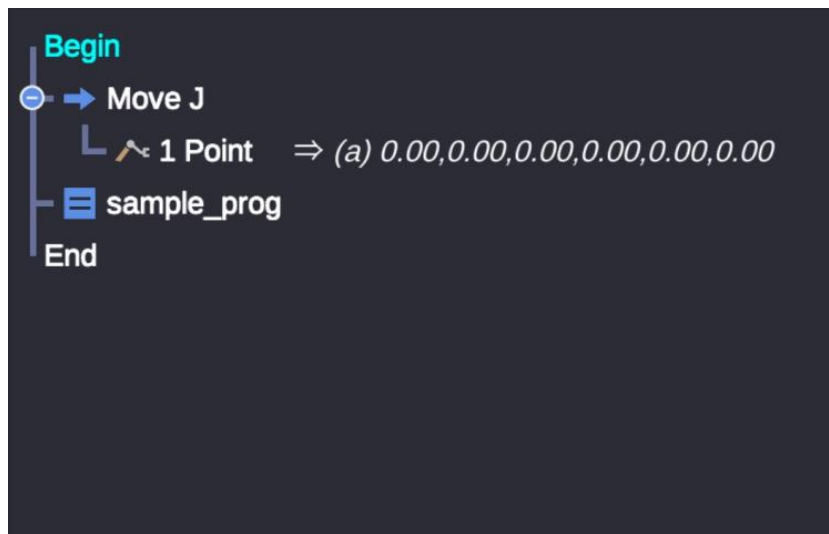 Begin
Move J
1 Point ⇒ (a) 0.00,0.00,0.00,0.00,0.00,0.00
sample_prog
End